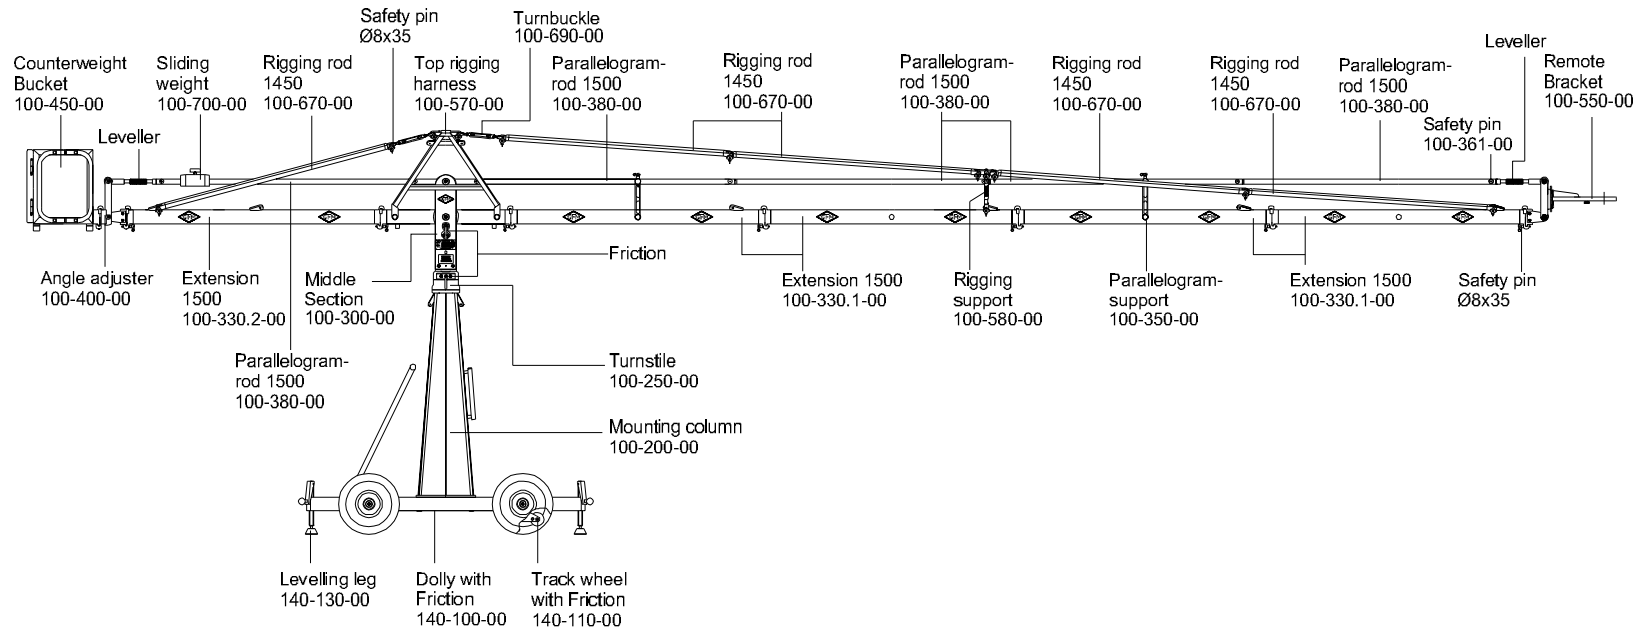 Safety pin
Ø8x35
Turnbuckle
100-690-00
Counterweight
Bucket
100-450-00
Sliding
weight
100-700-00
Rigging rod
1450
100-670-00
Top rigging
harness
100-570-00
Parallelogram-
rod 1500
100-380-00
Rigging rod
1450
100-670-00
Parallelogram-
rod 1500
100-380-00
Rigging rod
1450
100-670-00
Rigging rod
1450
100-670-00
Parallelogram-
rod 1500
100-380-00
Leveller
Remote
Bracket
100-550-00
Safety pin
100-361-00
Leveller
Angle adjuster
100-400-00
Extension
1500
100-330.2-00
Middle
Section
100-300-00
Friction
Extension 1500
100-330.1-00
Rigging
support
100-580-00
Parallelogram-
support
100-350-00
Extension 1500
100-330.1-00
Safety pin
Ø8x35
Parallelogram-
rod 1500
100-380-00
Turnstile
100-250-00
Mounting column
100-200-00
Levelling leg
140-130-00
Dolly with
Friction
140-100-00
Track wheel
with Friction
140-110-00